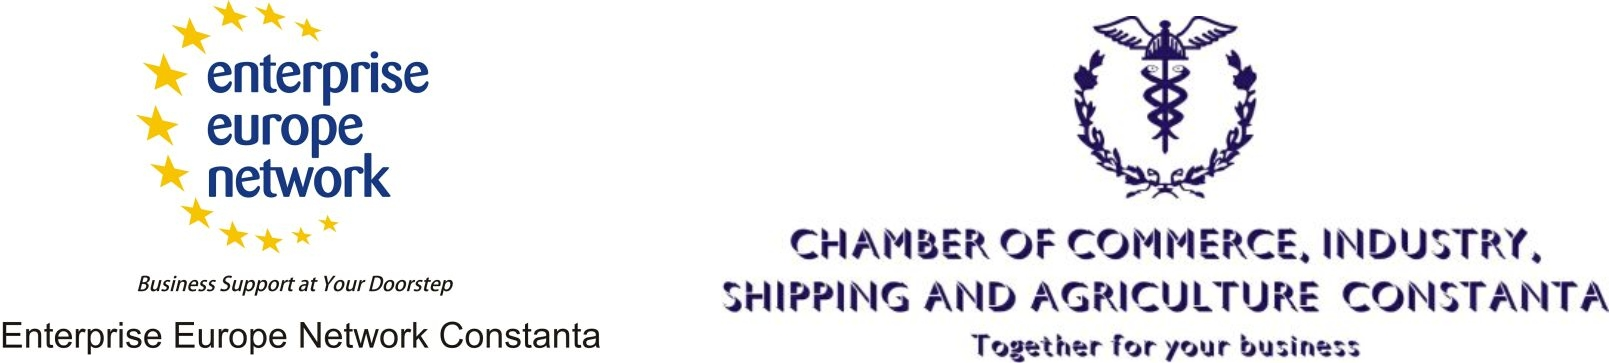 enterprise
europe
network
Business Support at Your Doorstep
Enterprise Europe Network Constanta
CHAMBER OF COMMERCE, INDUSTRY,
SHIPPING AND AGRICULTURE CONSTANTA
Together for your business